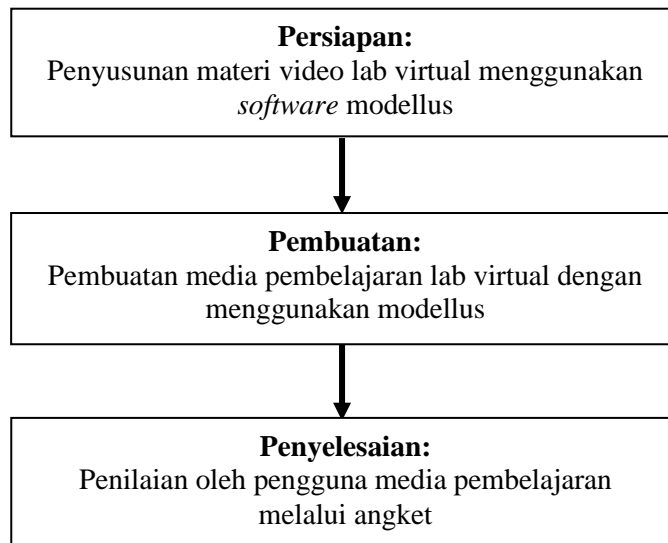 Persiapan:
Penyusunan materi video lab virtual menggunakan
software modellus
Pembuatan:
Pembuatan media pembelajaran lab virtual dengan
menggunakan modellus
Penyelesaian:
Penilaian oleh pengguna media pembelajaran
melalui angket